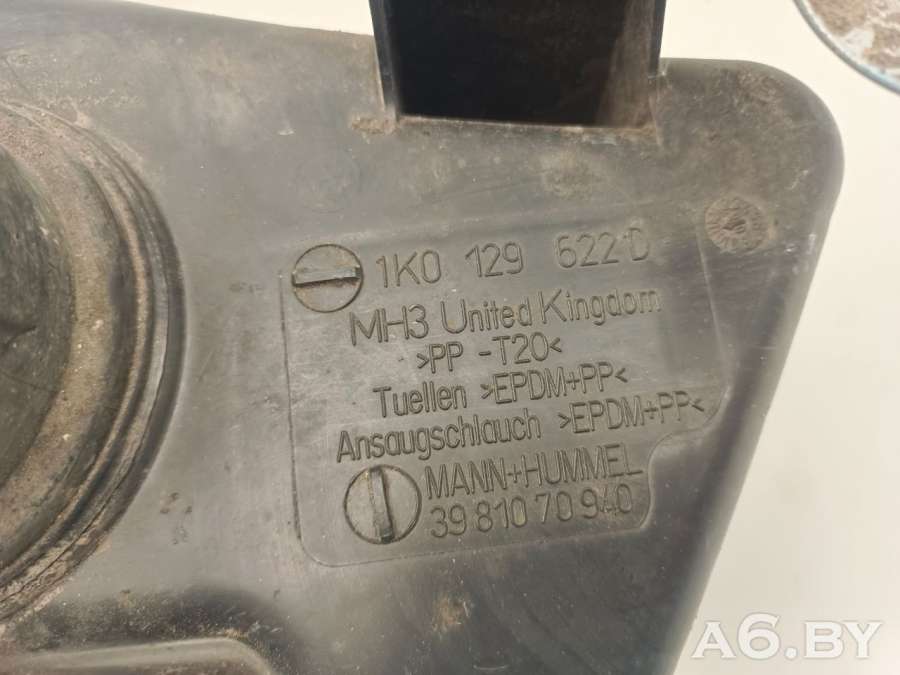 1K0 129 622 D
MH3 United Kingdom
>PP -T20<
Tuellen >EPDM+PP<
Ansaugschlauch >EPDM+PP<
MANN+HUMMEL
39 810 70 940
A6.BY